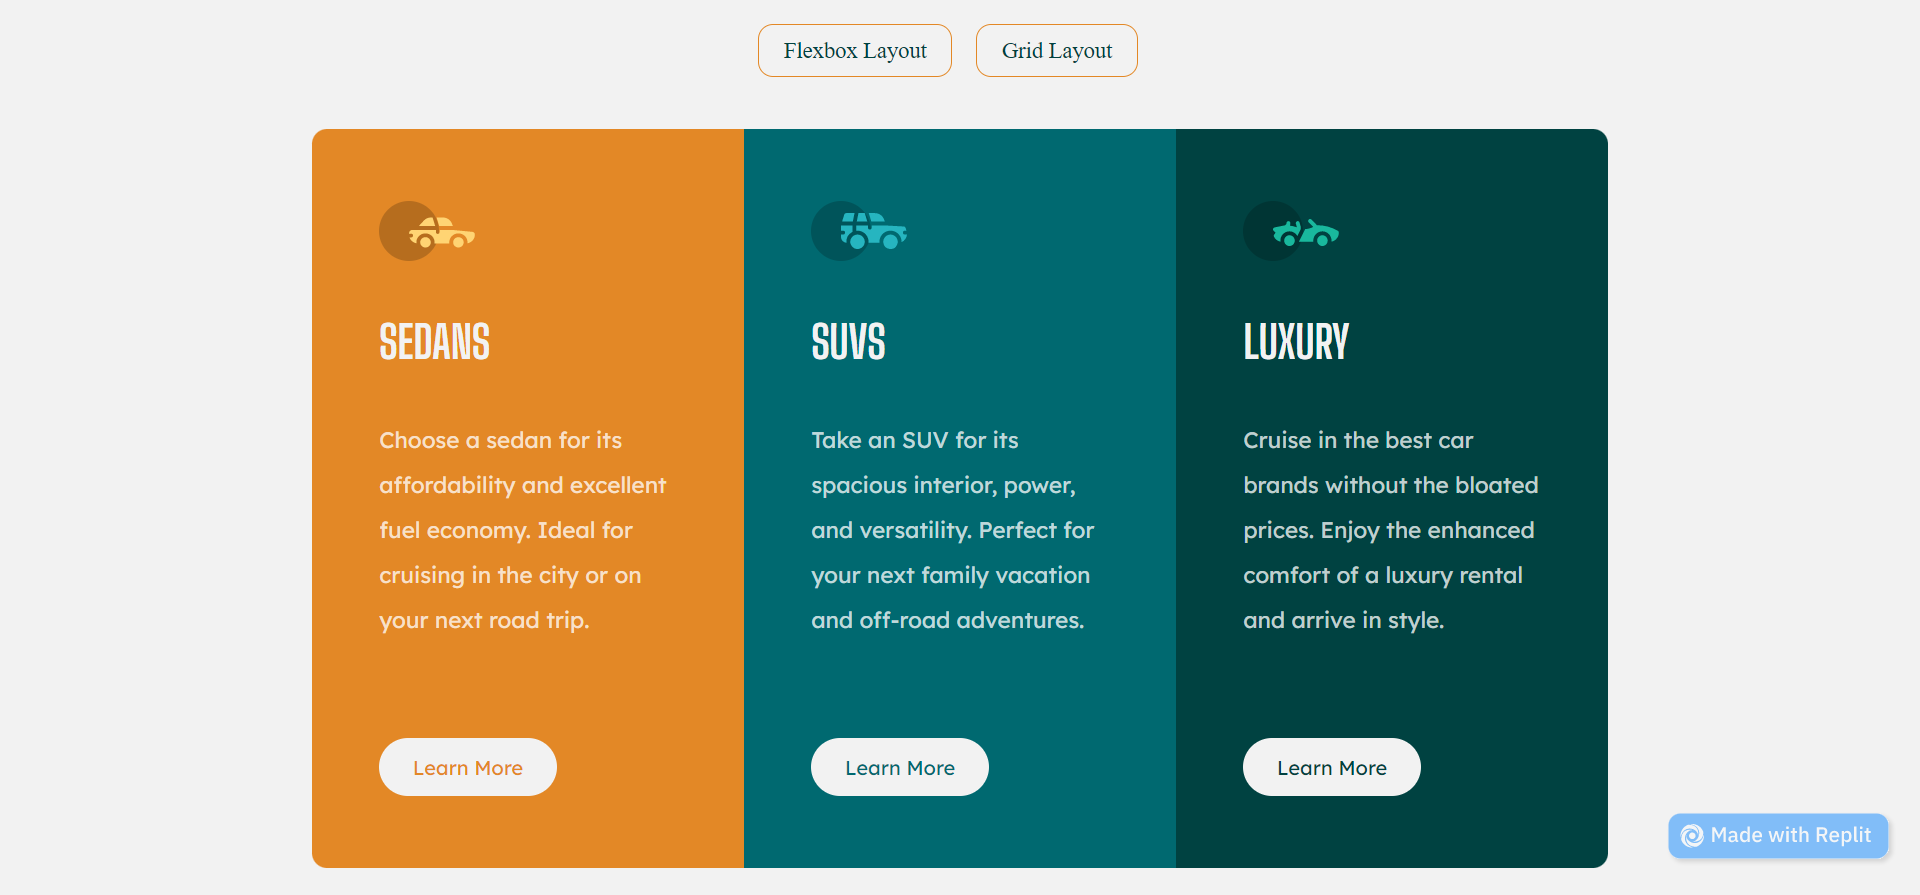 Flexbox Layout
Grid Layout
SEDANS
Choose a sedan for its
affordability and excellent
fuel economy. Ideal for
cruising in the city or on
your next road trip.
Learn More
SUVS
Take an SUV for its
spacious interior, power,
and versatility. Perfect for
your next family vacation
and off-road adventures.
Learn More
LUXURY
Cruise in the best car
brands without the bloated
prices. Enjoy the enhanced
comfort of a luxury rental
and arrive in style.
Learn More
Made with Replit